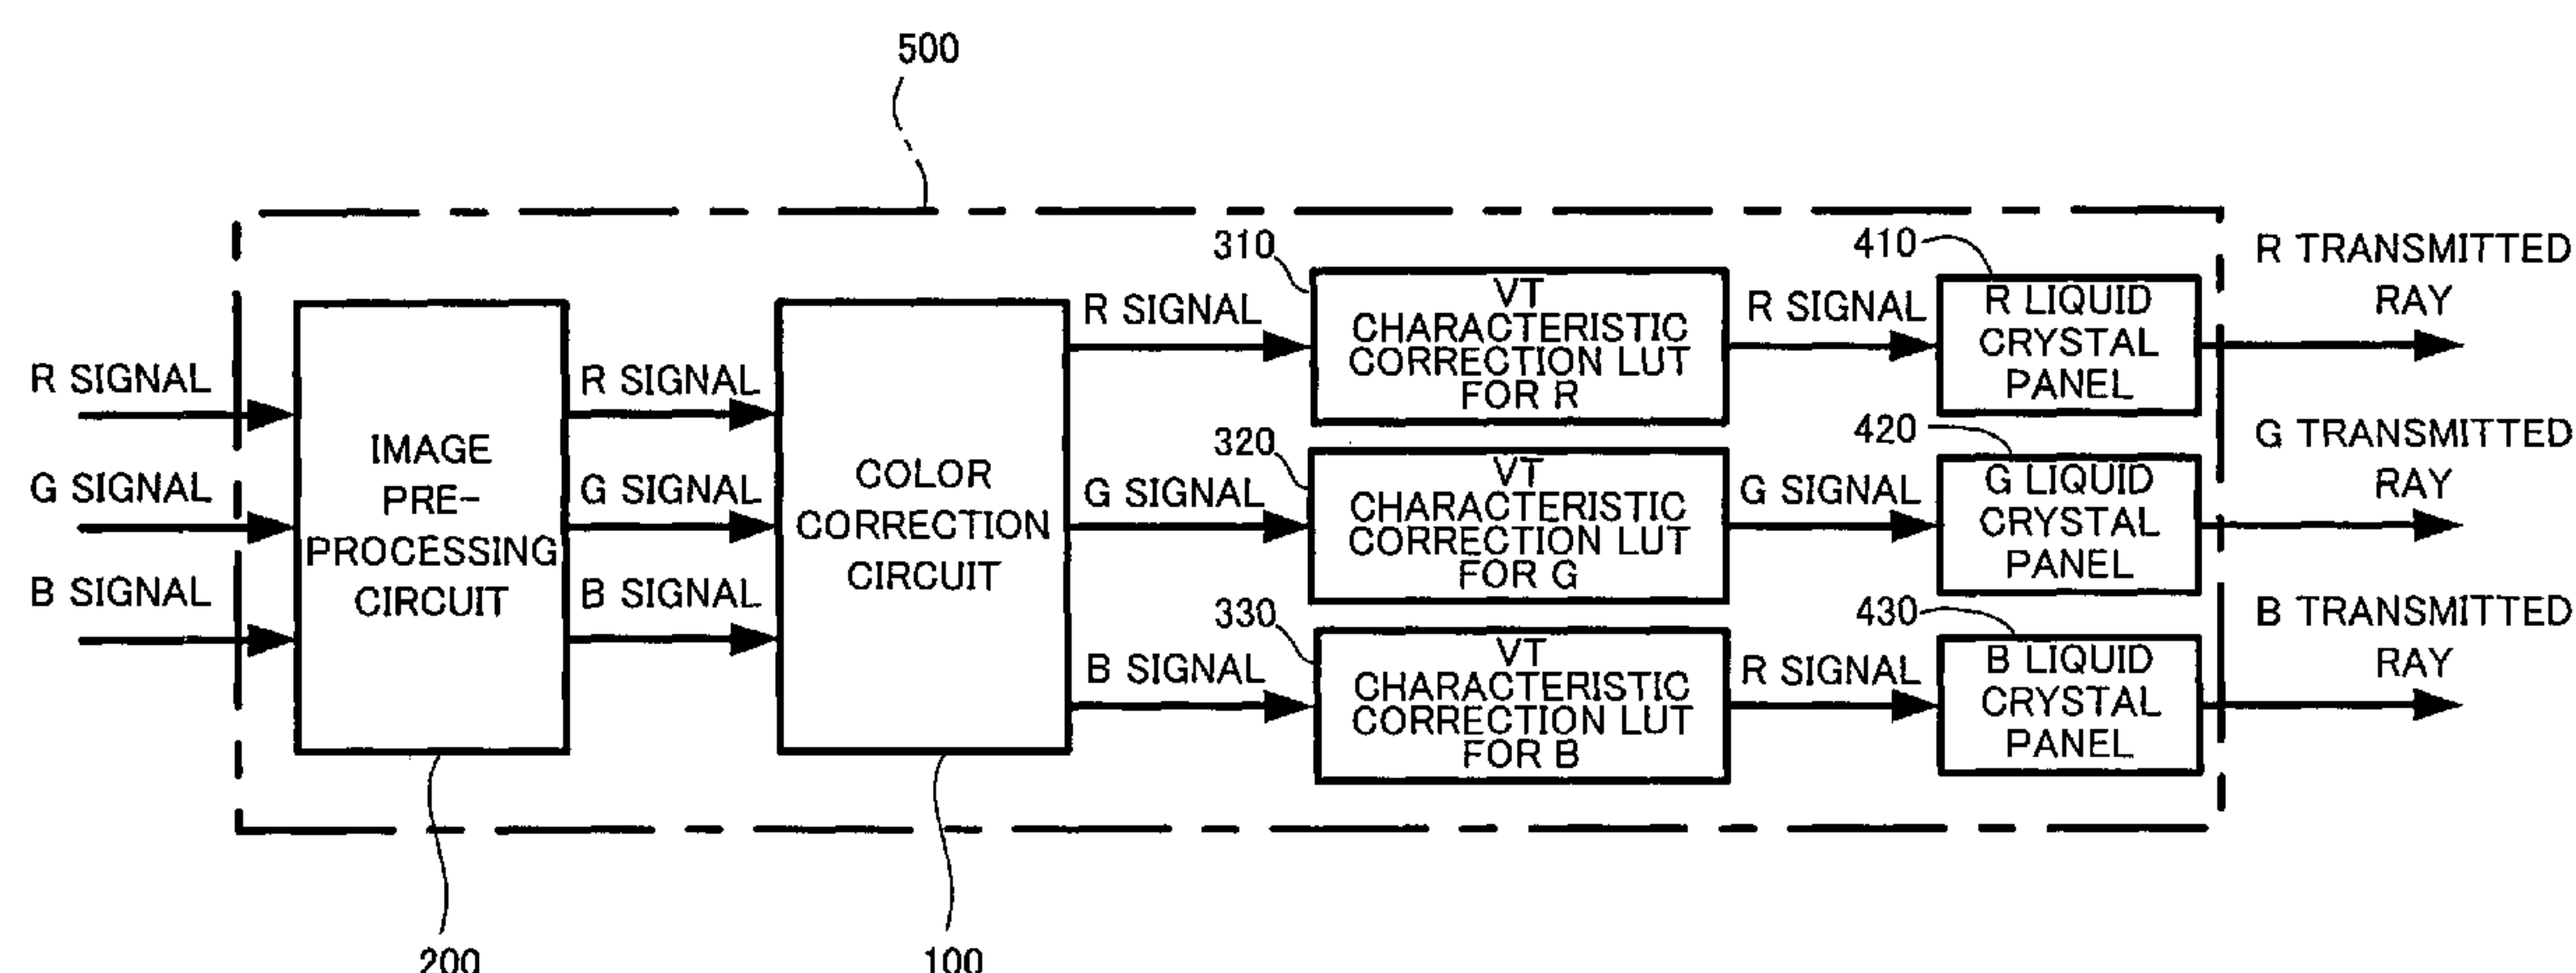 500
R SIGNAL
G SIGNAL
B SIGNAL
IMAGE
PRE-
PROCESSING
CIRCUIT
200
R SIGNAL
G SIGNAL
B SIGNAL
COLOR
CORRECTION
CIRCUIT
100
R SIGNAL
G SIGNAL
B SIGNAL
310
VT
CHARACTERISTIC
CORRECTION LUT
FOR R
320
VT
CHARACTERISTIC
CORRECTION LUT
FOR G
330
VT
CHARACTERISTIC
CORRECTION LUT
FOR B
R SIGNAL
G SIGNAL
R SIGNAL
410
R LIQUID
CRYSTAL
PANEL
420
G LIQUID
CRYSTAL
PANEL
430
B LIQUID
CRYSTAL
PANEL
R TRANSMITTED
RAY
G TRANSMITTED
RAY
B TRANSMITTED
RAY